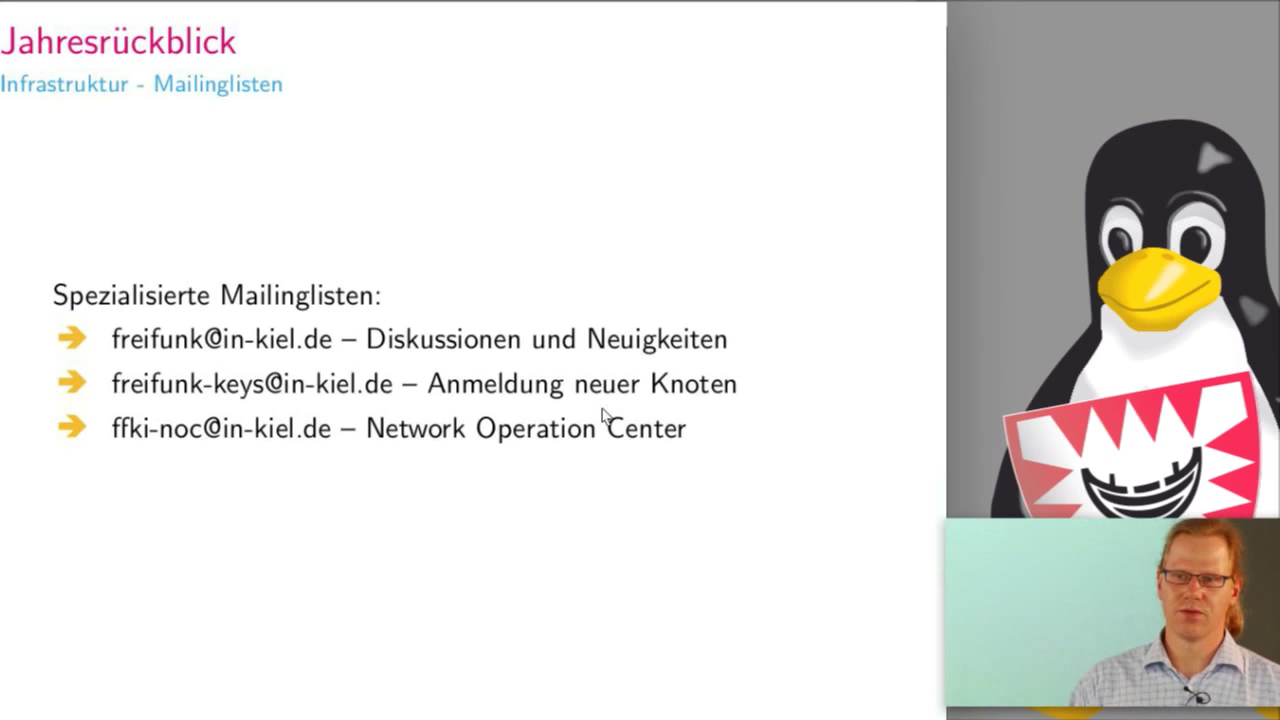 Jahresrückblick
Infrastruktur - Mailinglisten
Spezialisierte Mailinglisten:
freifunk@in-kiel.de – Diskussionen und Neuigkeiten
freifunk-keys@in-kiel.de – Anmeldung neuer Knoten
ffki-noc@in-kiel.de – Network Operation Center